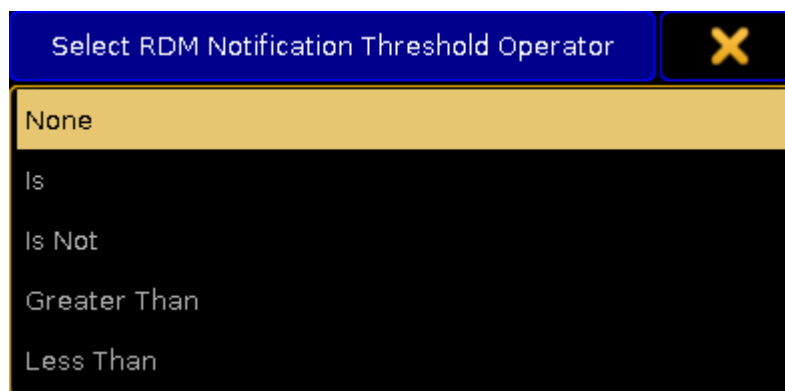 Select RDM Notification Threshold Operator
None
Is
Is Not
Greater Than
Less Than